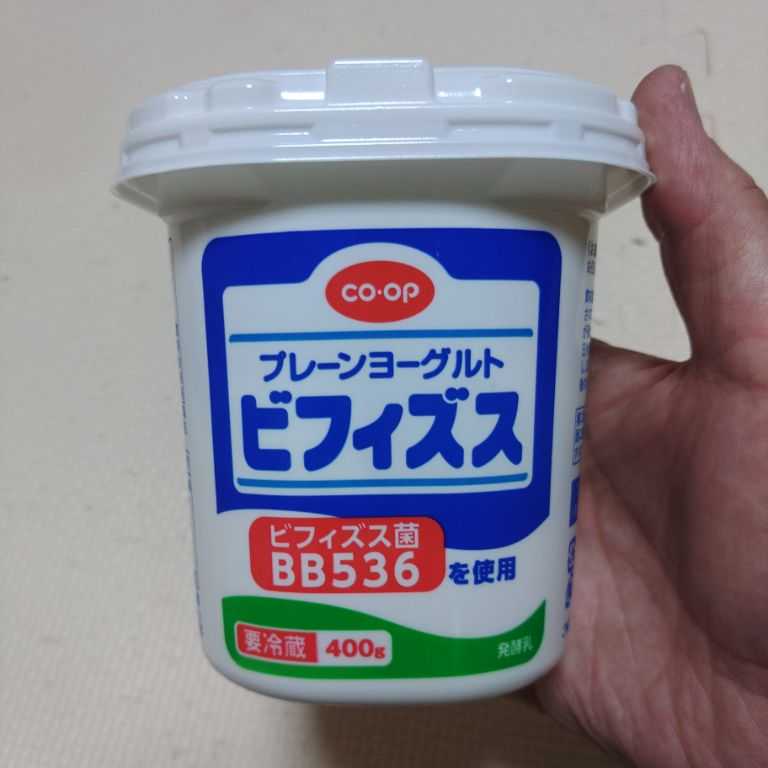 CO·OP
プレーンヨーグルト
ビフィズス
ビフィズス菌
BB536 を使用
要冷蔵 400g
発酵乳